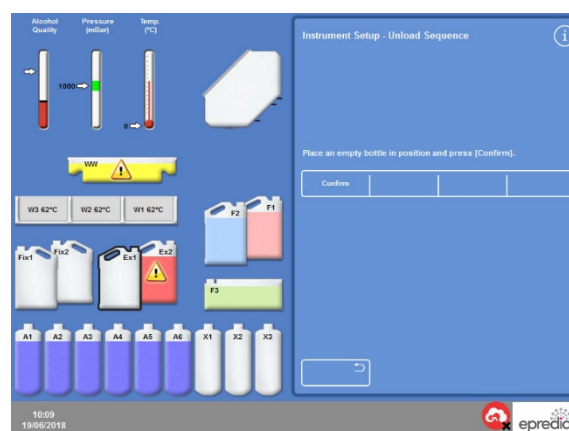 Alcohol Quality
Pressure (mBar)
Temp. (°C)
1000
0
WW
W3 62°C
W2 62°C
W1 62°C
F2
F1
Fix1
Fix2
Ex1
Ex2
F3
A1
A2
A3
A4
A5
A6
X1
X2
X3
10:09
19/06/2018
Instrument Setup - Unload Sequence
i
Place an empty bottle in position and press [Confirm].
Confirm
epredia